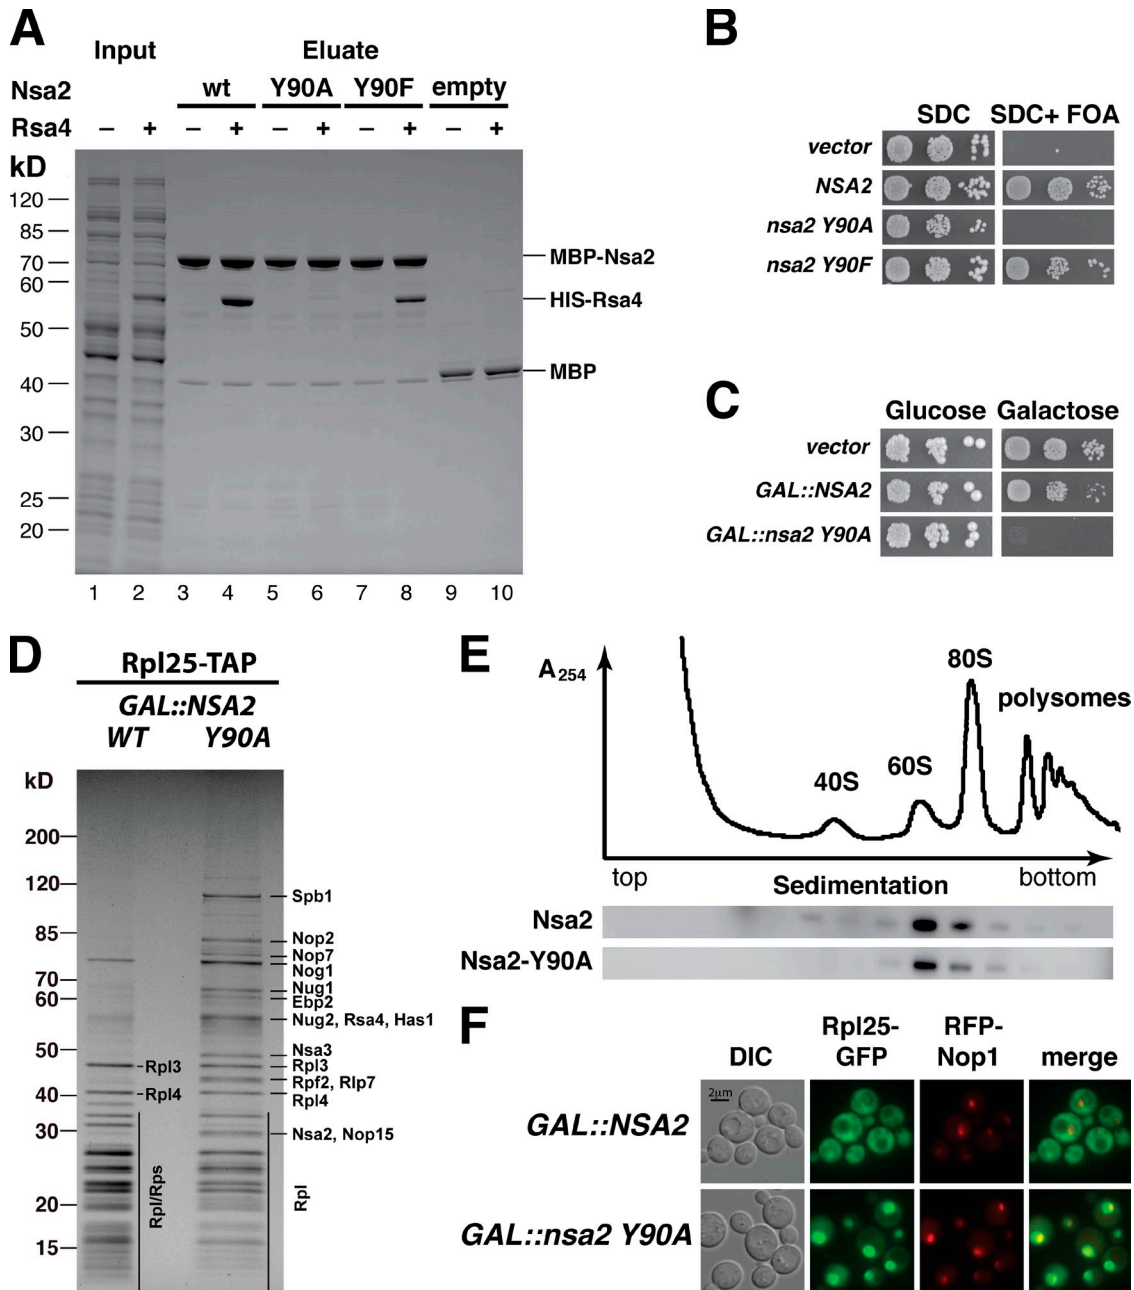 A
Input Eluate
Nsa2 wt Y90A Y90F empty
Rsa4 – + – + – + – + – +
kD
120
85
70
60
50
40
30
25
20
MBP-Nsa2
HIS-Rsa4
MBP
1 2 3 4 5 6 7 8 9 10
B
SDC SDC+ FOA
vector
NSA2
nsa2 Y90A
nsa2 Y90F
C
Glucose Galactose
vector
GAL::NSA2
GAL::nsa2 Y90A
D
Rpl25-TAP
GAL::NSA2
WT Y90A
kD
200
120
85
70
60
50
40
30
20
15
Rpl3
Rpl4
Rpl/Rps
Spb1
Nop2
Nop7
Nog1
Nug1
Ebp2
Nug2, Rsa4, Has1
Nsa3
Rpl3
Rpf2, Rlp7
Rpl4
Nsa2, Nop15
Rpl
E
A254
40S
60S
80S
polysomes
top Sedimentation bottom
Nsa2
Nsa2-Y90A
F
DIC Rpl25-GFP RFP-Nop1 merge
2µm
GAL::NSA2
GAL::nsa2 Y90A